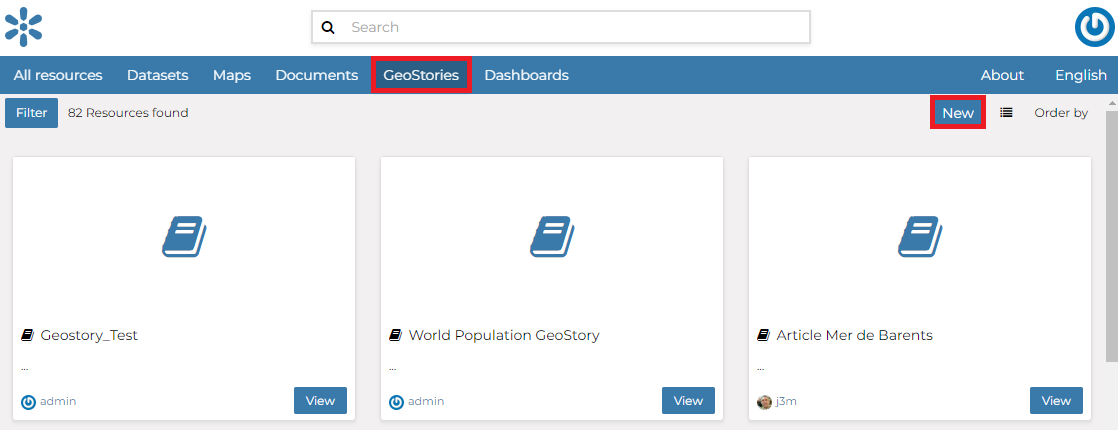 Search
All resources Datasets Maps Documents GeoStories Dashboards About English
Filter 82 Resources found New Order by
Geostory_Test World Population GeoStory Article Mer de Barents
... ... ...
admin View admin View j3m View